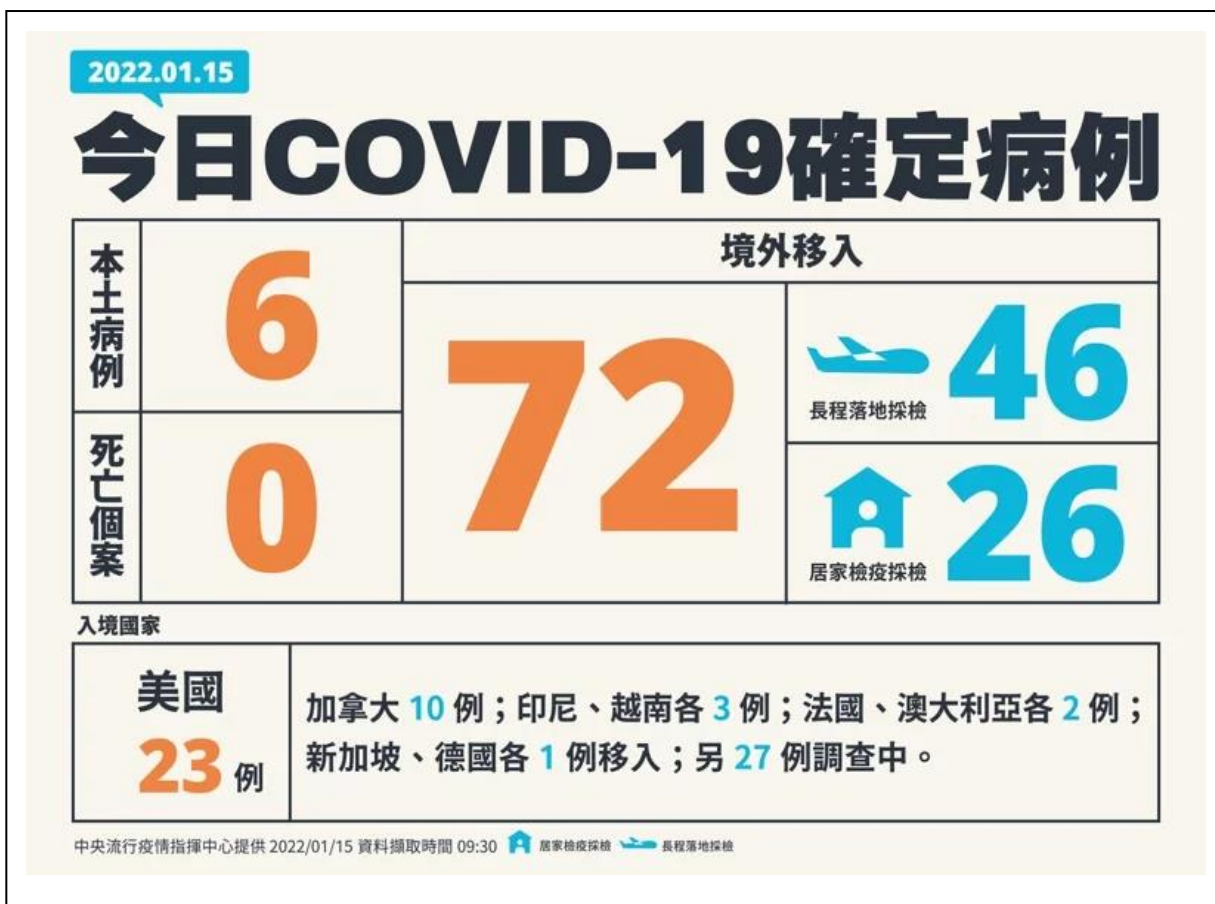 2022.01.15
今日COVID-19確定病例
本土病例
6
死亡個案
0
境外移入
72
46
長程落地採檢
26
居家檢疫採檢
入境國家
美國
23 例
加拿大 10 例；印尼、越南各 3 例；法國、澳大利亞各 2 例；
新加坡、德國各 1 例移入；另 27 例調查中。
中央流行疫情指揮中心提供 2022/01/15 資料擷取時間 09:30 居家檢疫採檢 長程落地採檢